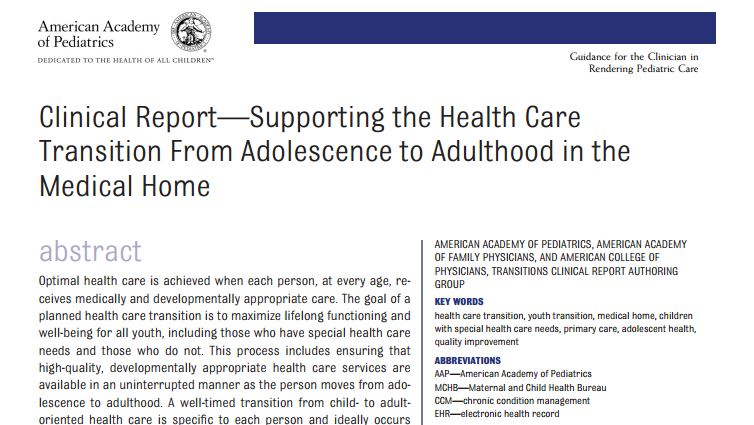 American Academy
of Pediatrics
DEDICATED TO THE HEALTH OF ALL CHILDREN™
Guidance for the Clinician in
Rendering Pediatric Care
Clinical Report—Supporting the Health Care
Transition From Adolescence to Adulthood in the
Medical Home
abstract
Optimal health care is achieved when each person, at every age, re-
ceives medically and developmentally appropriate care. The goal of a
planned health care transition is to maximize lifelong functioning and
well-being for all youth, including those who have special health care
needs and those who do not. This process includes ensuring that
high-quality, developmentally appropriate health care services are
available in an uninterrupted manner as the person moves from ado-
lescence to adulthood. A well-timed transition from child- to adult-
oriented health care is specific to each person and ideally occurs
AMERICAN ACADEMY OF PEDIATRICS, AMERICAN ACADEMY
OF FAMILY PHYSICIANS, AND AMERICAN COLLEGE OF
PHYSICIANS, TRANSITIONS CLINICAL REPORT AUTHORING
GROUP
KEY WORDS
health care transition, youth transition, medical home, children
with special health care needs, primary care, adolescent health,
quality improvement
ABBREVIATIONS
AAP—American Academy of Pediatrics
MCHB—Maternal and Child Health Bureau
CCM—chronic condition management
EHR—electronic health record